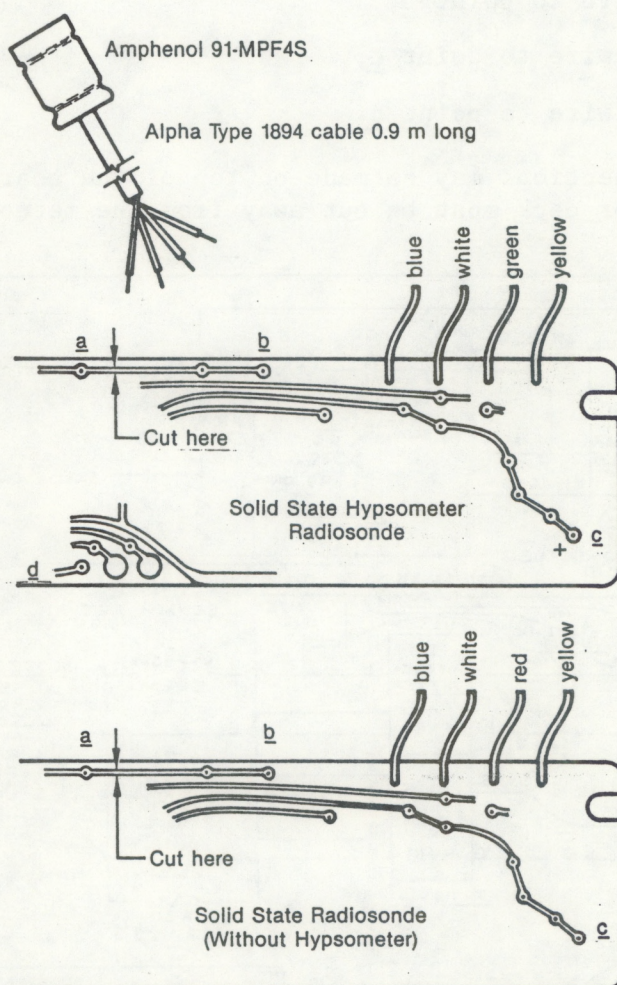 Amphenol 91-MPF4S
Alpha Type 1894 cable 0.9 m long
blue
white
green
yellow
a
b
Cut here
Solid State Hypsometer
Radiosonde
c
+
d
blue
white
red
yellow
a
b
Cut here
Solid State Radiosonde
(Without Hypsometer)
c